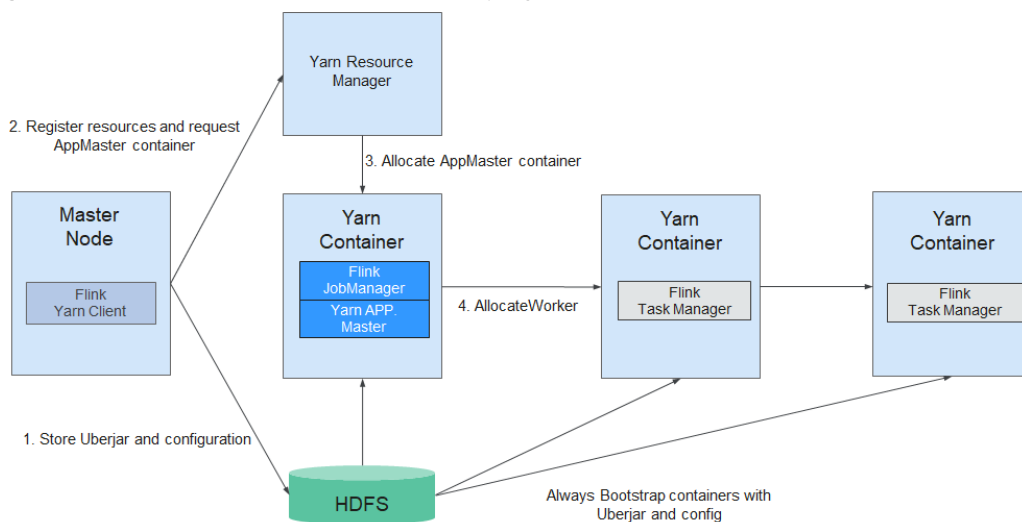 Yarn Resource
Manager
2. Register resources and request
AppMaster container
3. Allocate AppMaster container
Master
Node
Flink
Yarn Client
Yarn
Container
Flink
JobManager
Yarn APP.
Master
4. AllocateWorker
Yarn
Container
Flink
Task Manager
Yarn
Container
Flink
Task Manager
1. Store Uberjar and configuration
HDFS
Always Bootstrap containers with
Uberjar and config